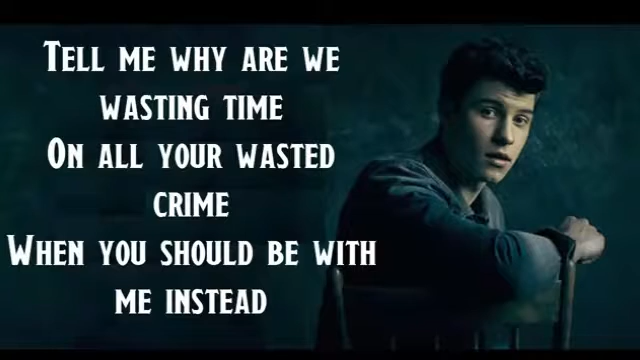 Tell me why are we
wasting time
On all your wasted
crime
When you should be with
me instead